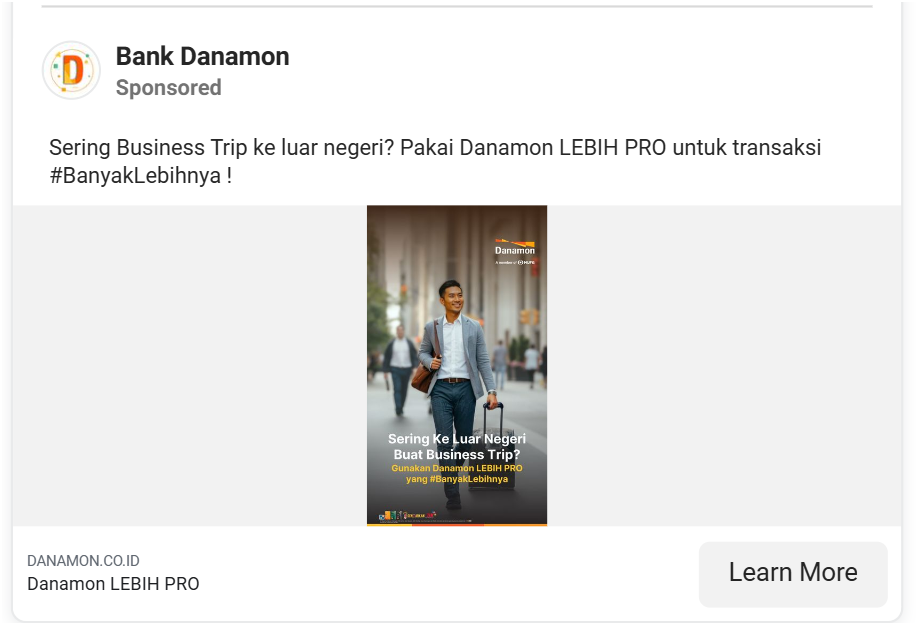 Bank Danamon
Sponsored
Sering Business Trip ke luar negeri? Pakai Danamon LEBIH PRO untuk transaksi
#BanyakLebihnya !
Danamon
A member of MUFG
Sering Ke Luar Negeri
Buat Business Trip?
Gunakan Danamon LEBIH PRO
yang #BanyakLebihnya
DANAMON.CO.ID
Danamon LEBIH PRO
Learn More